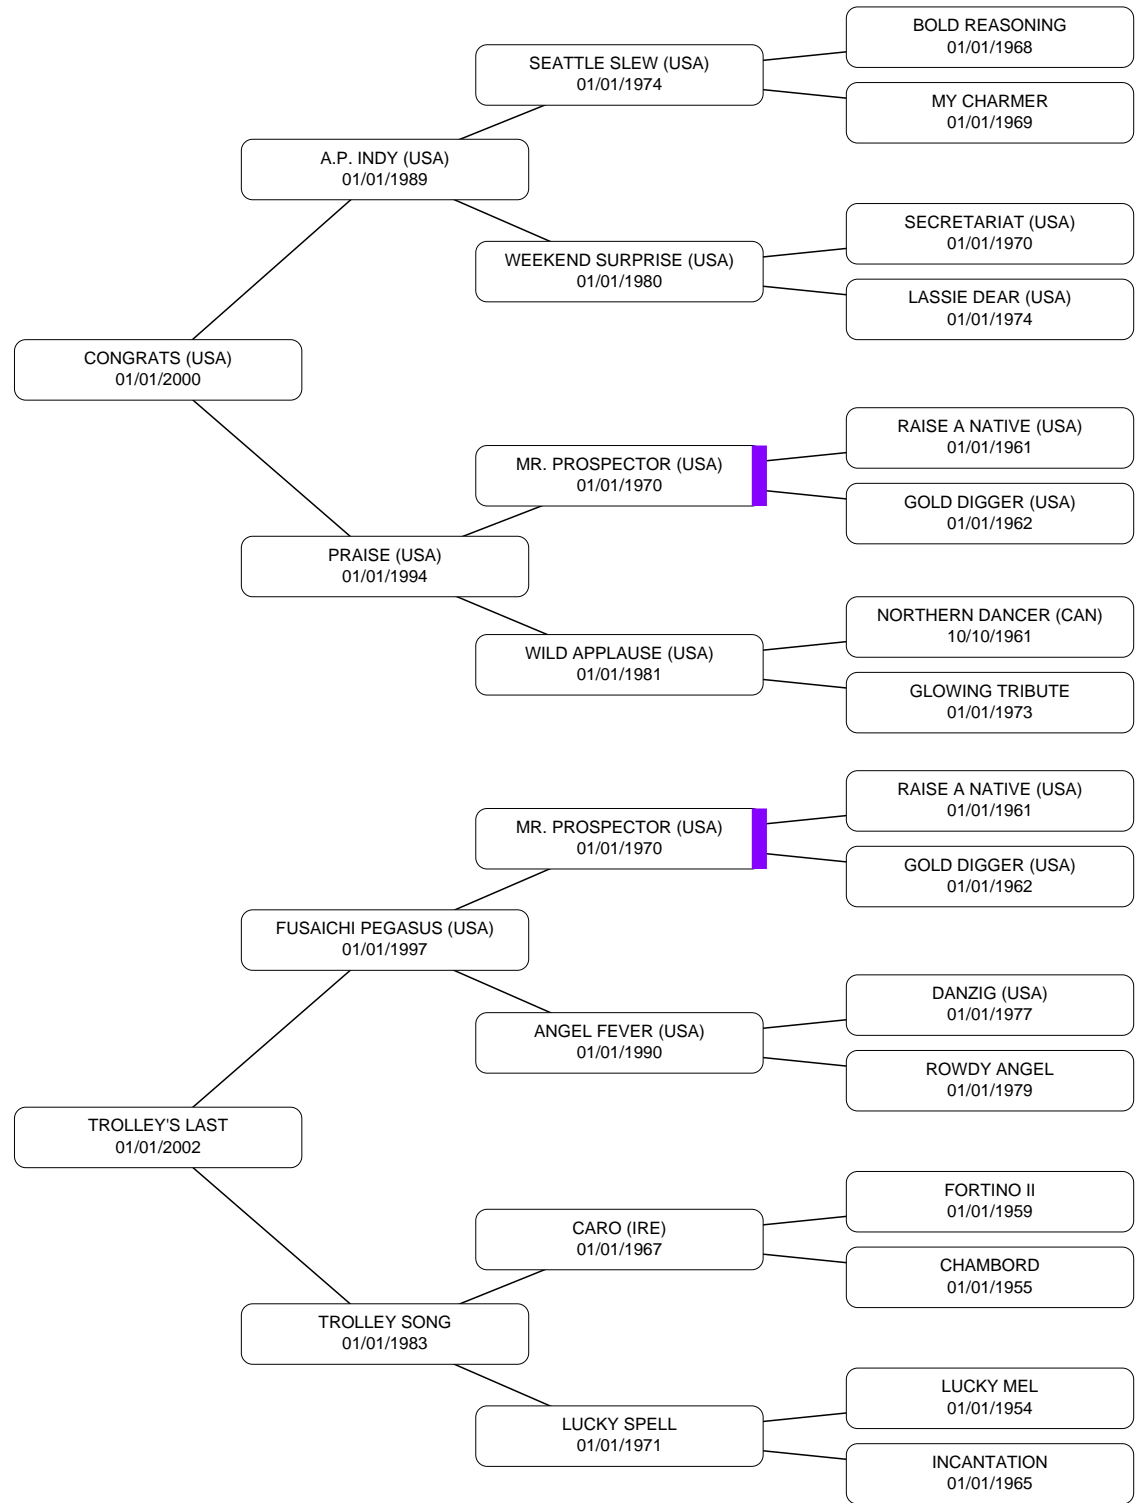 BOLD REASONING
01/01/1968
SEATTLE SLEW (USA)
01/01/1974
MY CHARMER
01/01/1969
A.P. INDY (USA)
01/01/1989
SECRETARIAT (USA)
01/01/1970
WEEKEND SURPRISE (USA)
01/01/1980
LASSIE DEAR (USA)
01/01/1974
CONGRATS (USA)
01/01/2000
RAISE A NATIVE (USA)
01/01/1961
MR. PROSPECTOR (USA)
01/01/1970
GOLD DIGGER (USA)
01/01/1962
PRAISE (USA)
01/01/1994
NORTHERN DANCER (CAN)
10/10/1961
WILD APPLAUSE (USA)
01/01/1981
GLOWING TRIBUTE
01/01/1973
RAISE A NATIVE (USA)
01/01/1961
MR. PROSPECTOR (USA)
01/01/1970
GOLD DIGGER (USA)
01/01/1962
FUSAICHI PEGASUS (USA)
01/01/1997
DANZIG (USA)
01/01/1977
ANGEL FEVER (USA)
01/01/1990
ROWDY ANGEL
01/01/1979
TROLLEY'S LAST
01/01/2002
FORTINO II
01/01/1959
CARO (IRE)
01/01/1967
CHAMBORD
01/01/1955
TROLLEY SONG
01/01/1983
LUCKY MEL
01/01/1954
LUCKY SPELL
01/01/1971
INCANTATION
01/01/1965